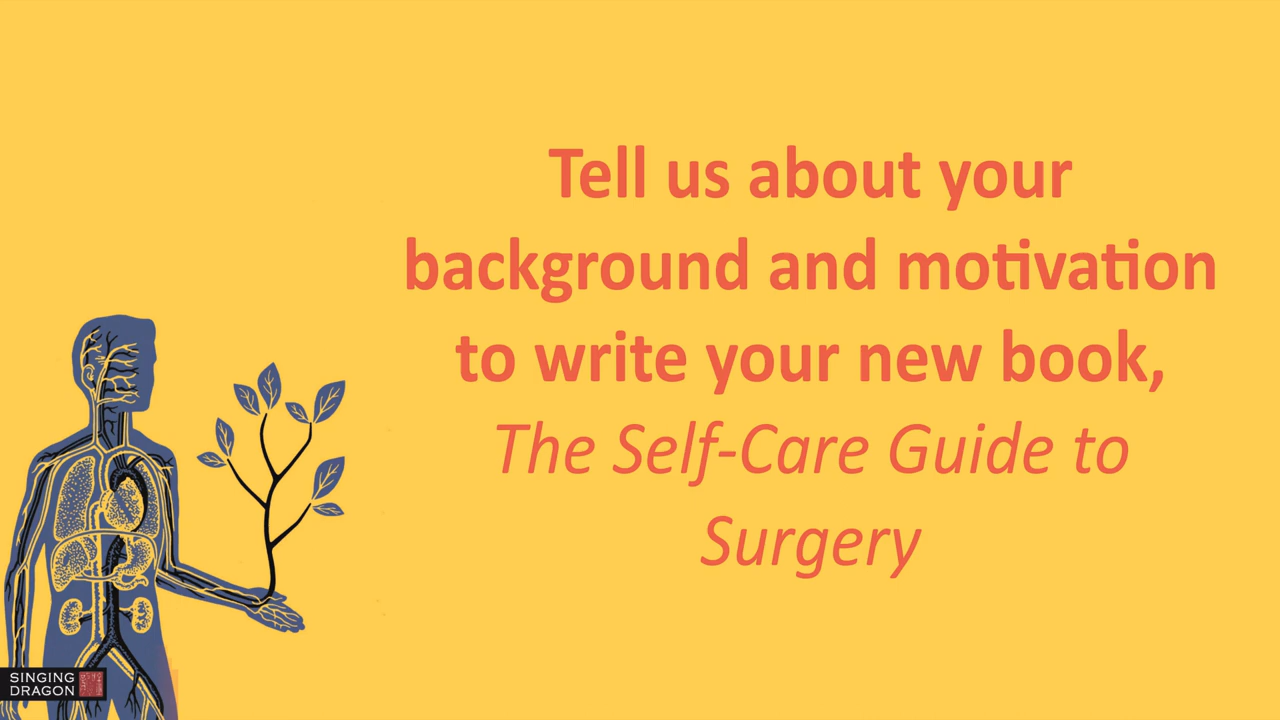 Tell us about your
background and motivation
to write your new book,
The Self-Care Guide to
Surgery
SINGING
DRAGON